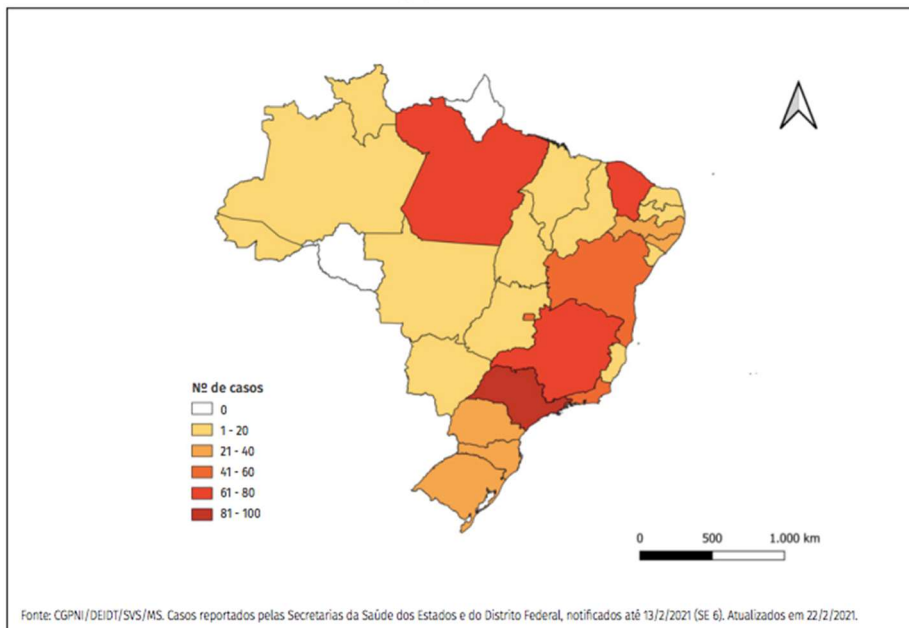 Nº de casos
0
1 - 20
21 - 40
41 - 60
61 - 80
81 - 100
0 500 1.000 km
Fonte: CGPNI/DEIDT/SVS/MS. Casos reportados pelas Secretarias da Saúde dos Estados e do Distrito Federal, notificados até 13/2/2021 (SE 6). Atualizados em 22/2/2021.